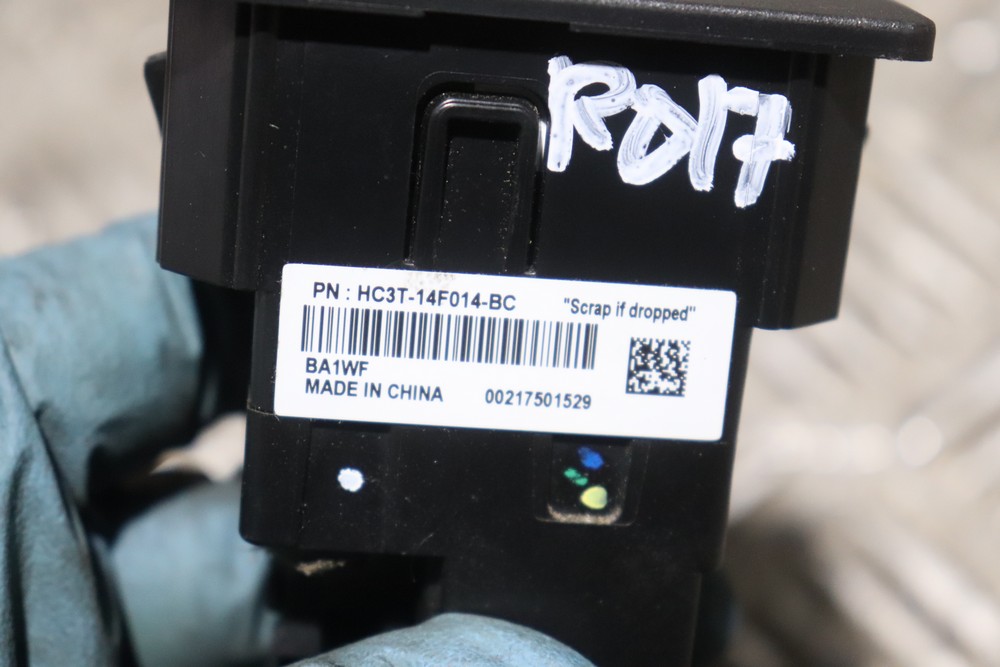 RD17
PN : HC3T-14F014-BC "Scrap if dropped"
BA1WF
MADE IN CHINA 00217501529